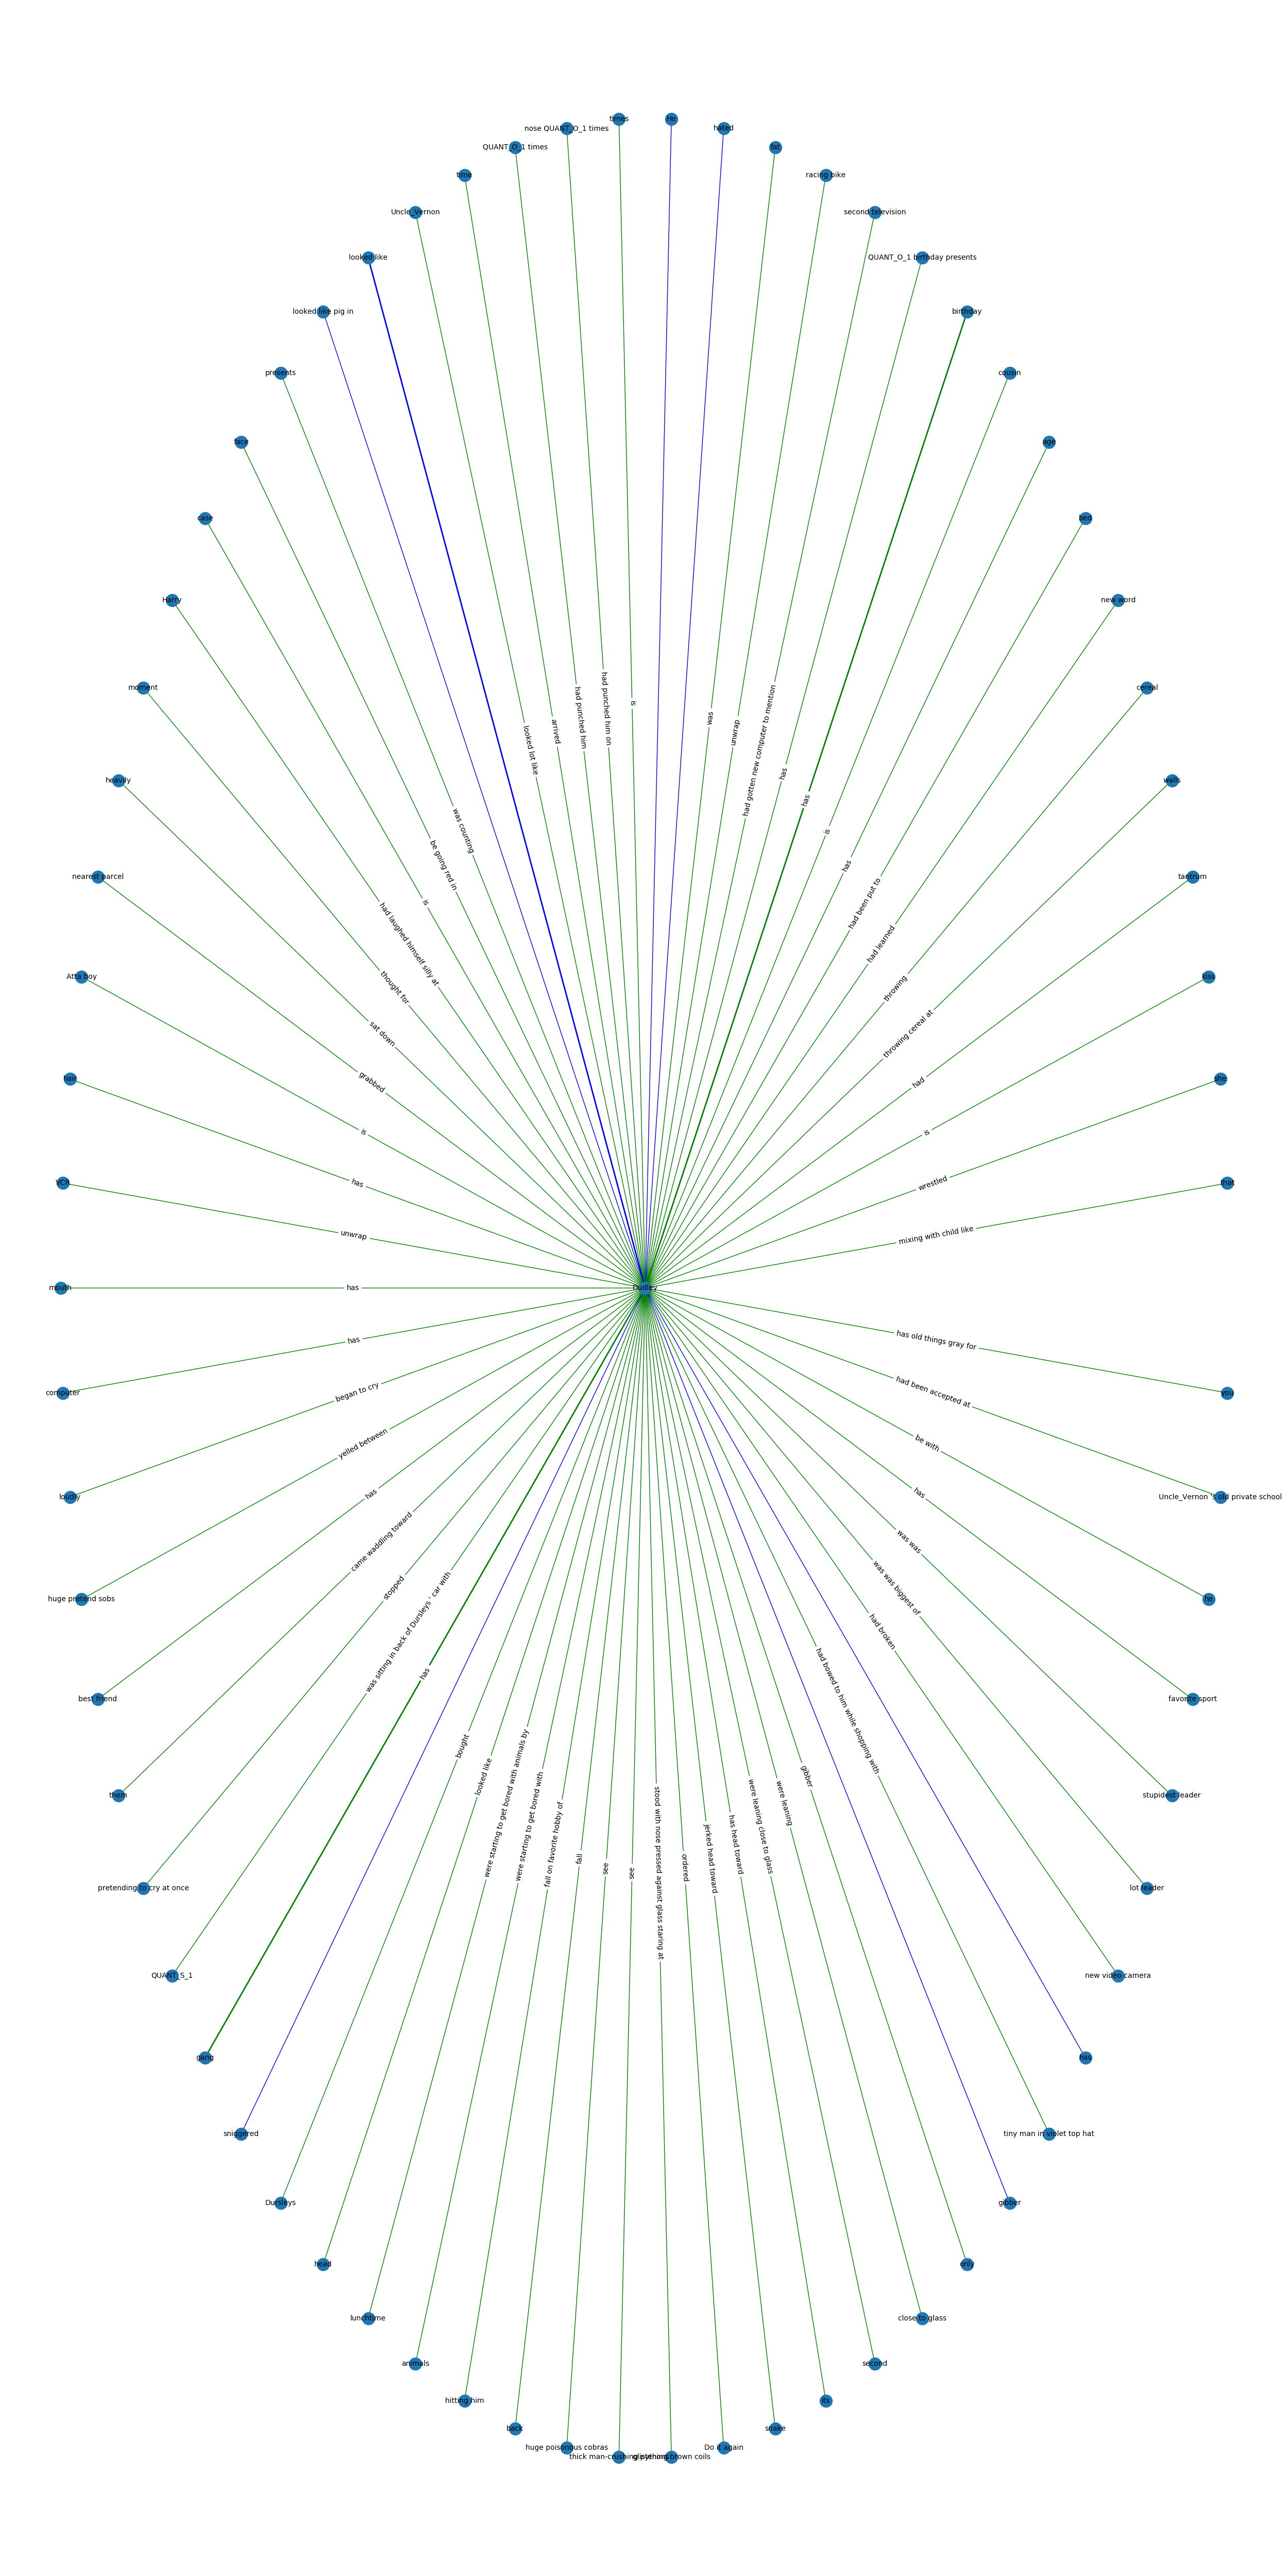 times
He
nose QUANT_O_1 times
hated
QUANT_O_1 times
fat
time
racing bike
Uncle_Vernon
second television
looked like
QUANT_O_1 birthday presents
looked like pig in
birthday
presents
cousin
face
age
case
bed
Harry
new word
moment
cereal
heavily
walls
nearest parcel
tantrum
Atta boy
kiss
hair
she
VCR
that
mouth
Dudley
computer
you
loudly
Uncle_Vernon 's old private school
huge pretend sobs
he
best friend
favorite sport
them
stupidest leader
pretending to cry at once
lot leader
QUANT_S_1
new video camera
gang
has
sniggered
tiny man in violet top hat
Dursleys
gibber
head
only
lunchtime
close to glass
animals
second
hitting him
its
back
snake
huge poisonous cobras
Do it again
thick man-crushing pythons
glistening brown coils
is
had punched him on
had punched him
arrived
looked lot like
was counting
be going red in
is
had laughed himself silly at
thought for
sat down
grabbed
is
has
unwrap
has
has
began to cry
yelled between
has
came waddling toward
stopped
was sitting in back of Dursleys ' car with
has
bought
looked like
were starting to get bored with animals by
were starting to get bored with
fall on favorite hobby of
fall
see
see
stood with nose pressed against glass staring at
ordered
jerked head toward
has head toward
were leaning close to glass
were leaning
gibber
had bowed to him while shopping with
had broken
was was biggest of
was was
has
be with
had been accepted at
has old things gray for
mixing with child like
wrestled
is
had
throwing cereal at
throwing
had learned
had been put to
has
is
has
has
had gotten new computer to mention
unwrap
was